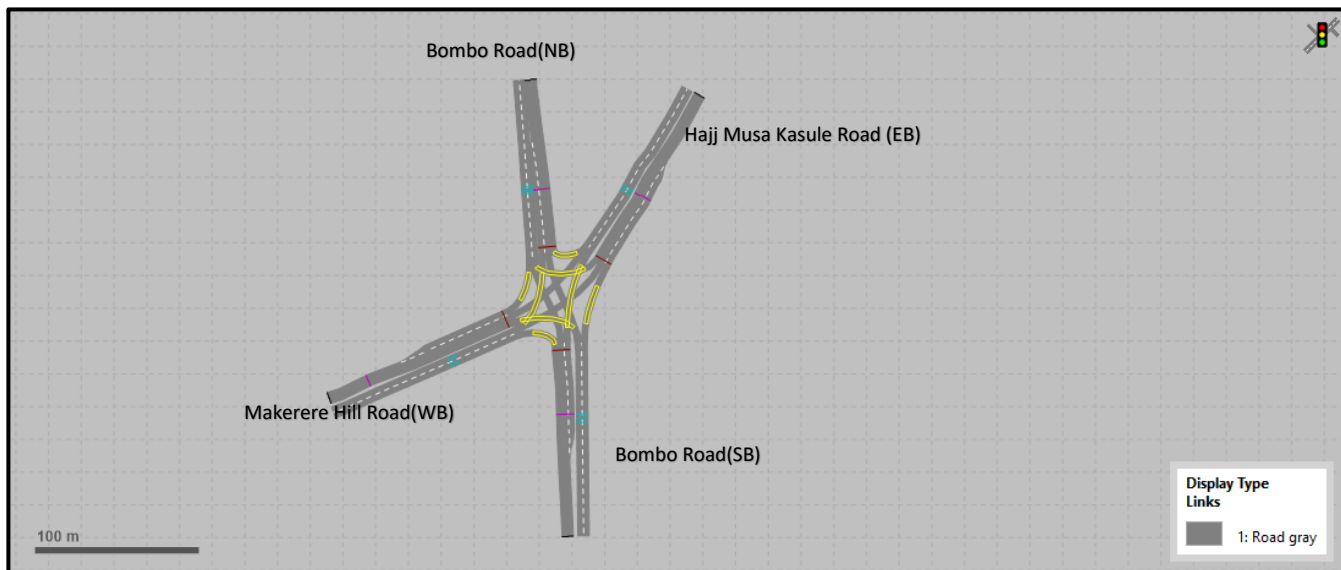 Bombo Road(NB)
Hajj Musa Kasule Road (EB)
Makerere Hill Road(WB)
Bombo Road(SB)
100 m
Display Type
Links
1: Road gray